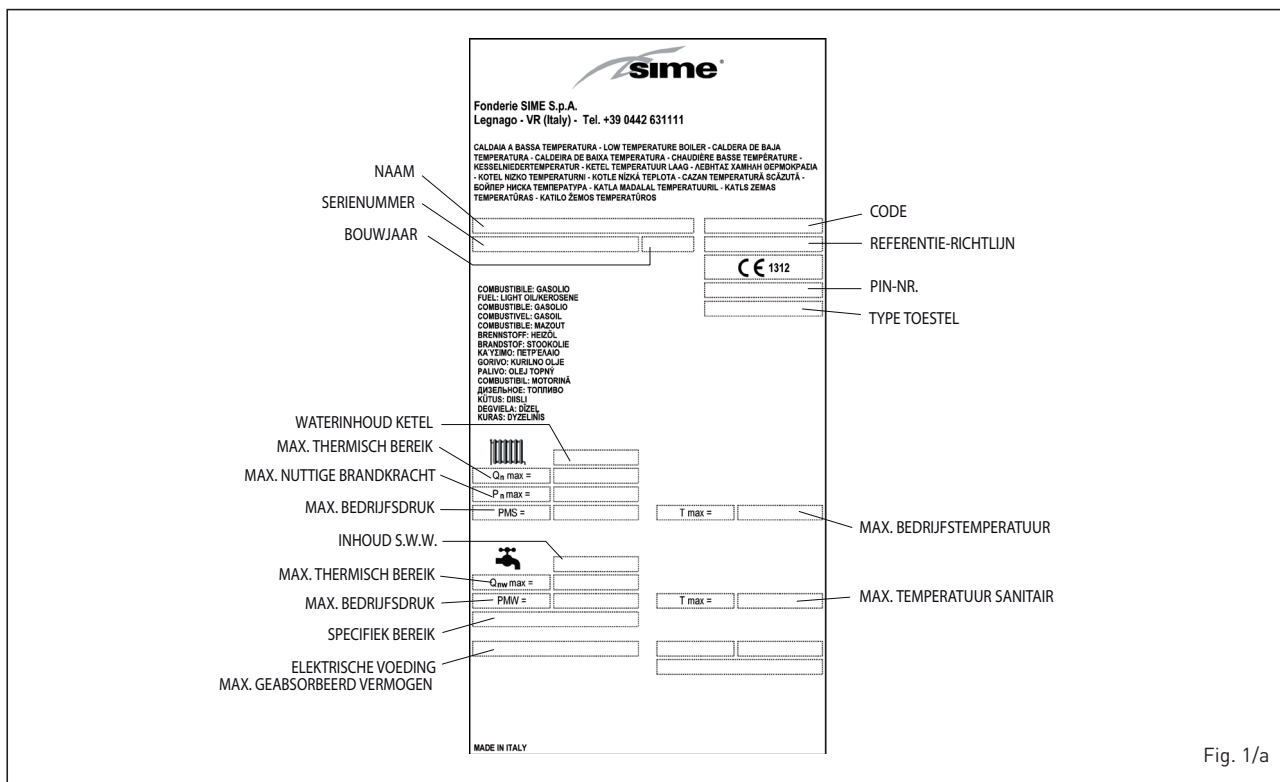 sime®
Fonderie SIME S.p.A.
Legnago - VR (Italy) - Tel. +39 0442 631111
CALDAIA A BASSA TEMPERATURA - LOW TEMPERATURE BOILER - CALDERA DE BAJA
TEMPERATURA - CALDEIRA DE BAIXA TEMPERATURA - CHAUDIÈRE BASSE TEMPÉRATURE -
KESSELNIEDERTEMPERATUR - KETEL TEMPERATUUR LAAG - ΛΕΒΗΤΑΣ ΧΑΜΗΛΗ ΘΕΡΜΟΚΡΑΣΙΑ
- KOTEL NIZKO TEMPERATURNI - KOTLE NÍZKÁ TEPLOTA - CAZAN TEMPERATURĂ SCĂZUTĂ -
БОЙЛЕР НИСКА ТЕМПЕРАТУРА - KATLA MADALAL TEMPERATUURIL - KATLS ZEMAS
TEMPERATŪRAS - KATILO ŽEMOS TEMPERATŪROS
NAAM
SERIENUMMER
BOUWJAAR
CODE
REFERENTIE-RICHTLIJN
CE 1312
PIN-NR.
TYPE TOESTEL
COMBUSTIBILE: GASOLIO
FUEL: LIGHT OIL/KEROSENE
COMBUSTIBLE: GASOLIO
COMBUSTIVEL: GASOIL
COMBUSTIBLE: MAZOUT
BRENNSTOFF: HEIZÖL
BRANDSTOF: STOOKOLIE
ΚΑΎΣΙΜΟ: ΠΕΤΡΈΛΑΙΟ
GORIVO: KURILNO OLJE
PALIVO: OLEJ TOPNÝ
COMBUSTIBIL: MOTORINĂ
ДИЗЕЛЬНОЕ: ТОПЛИВО
KÜTUS: DIISLI
DEGVIELA: DĪZEĻ
KURAS: DYZELINIS
WATERINHOUD KETEL
MAX. THERMISCH BEREIK
Qn max =
MAX. NUTTIGE BRANDKRACHT
Pn max =
MAX. BEDRIJFSDRUK
PMS =
T max =
MAX. BEDRIJFSTEMPERATUUR
INHOUD S.W.W.
MAX. THERMISCH BEREIK
Qnw max =
MAX. BEDRIJFSDRUK
PMW =
T max =
MAX. TEMPERATUUR SANITAIR
SPECIFIEK BEREIK
ELEKTRISCHE VOEDING
MAX. GEABSORBEERD VERMOGEN
MADE IN ITALY
Fig. 1/a